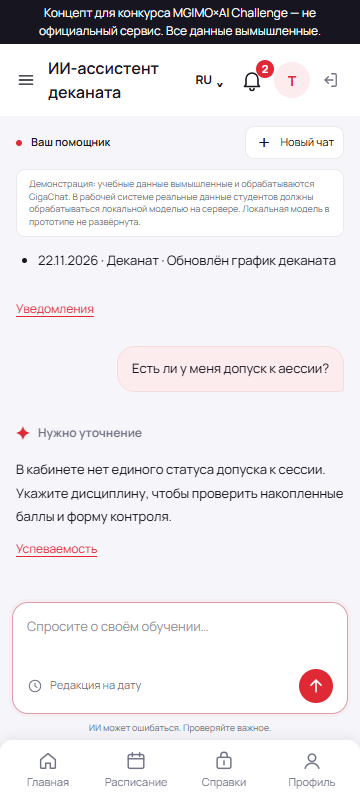 Концепт для конкурса MGIMO×AI Challenge — не
официальный сервис. Все данные вымышленные.
ИИ-ассистент
деканата
RU
2
T
Ваш помощник
+ Новый чат
Демонстрация: учебные данные вымышленные и обрабатываются
GigaChat. В рабочей системе реальные данные студентов должны
обрабатываться локальной моделью на сервере. Локальная модель в
прототипе не развёрнута.
• 22.11.2026 · Деканат · Обновлён график деканата
Уведомления
Есть ли у меня допуск к аессии?
Нужно уточнение
В кабинете нет единого статуса допуска к сессии.
Укажите дисциплину, чтобы проверить накопленные
баллы и форму контроля.
Успеваемость
Спросите о своём обучении...
Редакция на дату
ИИ может ошибаться. Проверяйте важное.
Главная
Расписание
Справки
Профиль